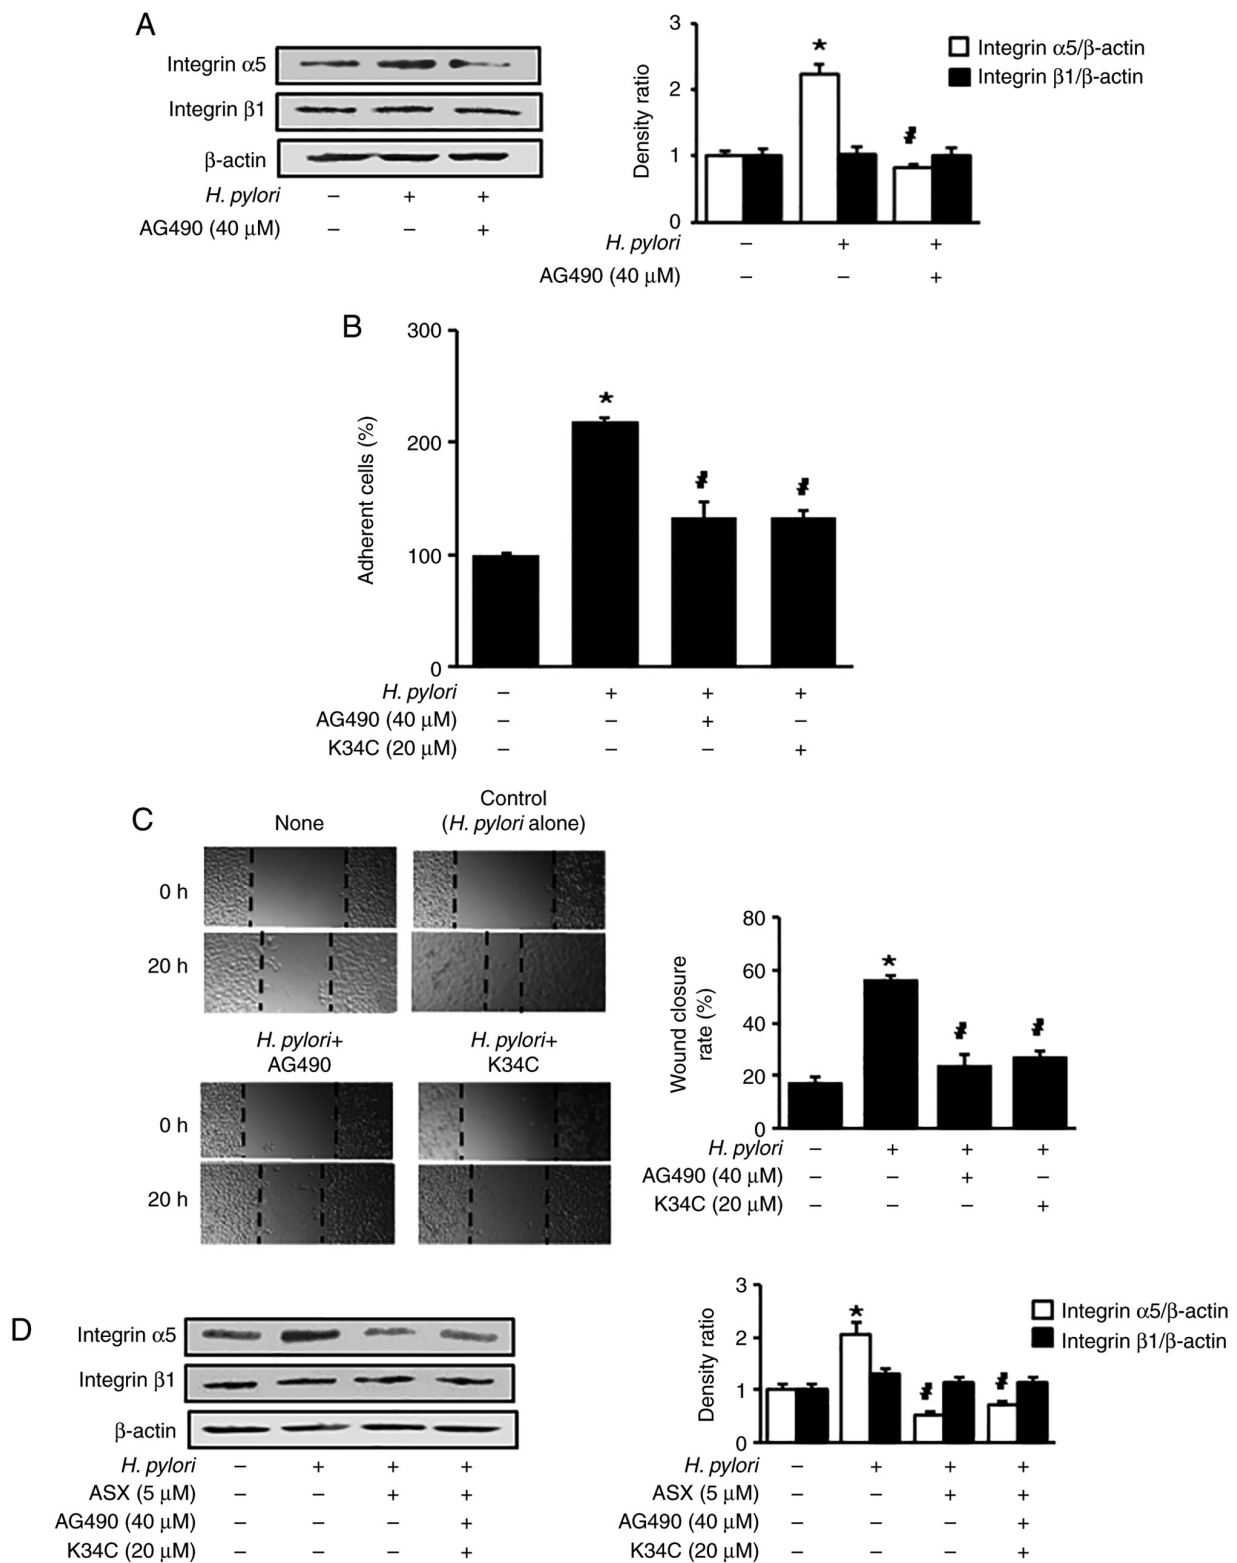 A
Integrin α5
Integrin β1
β-actin
H. pylori − + +
AG490 (40 μM) − − +
3
2
1
0
Density ratio
*
#
Integrin α5/β-actin
Integrin β1/β-actin
H. pylori − + +
AG490 (40 μM) − − +
B
300
200
100
0
Adherent cells (%)
*
#
#
H. pylori − + + +
AG490 (40 μM) − − + −
K34C (20 μM) − − − +
C
None
Control
(H. pylori alone)
0 h
20 h
H. pylori+
AG490
H. pylori+
K34C
0 h
20 h
80
60
40
20
0
Wound closure
rate (%)
*
#
#
H. pylori − + + +
AG490 (40 μM) − − + −
K34C (20 μM) − − − +
D
Integrin α5
Integrin β1
β-actin
H. pylori − + + +
ASX (5 μM) − − + +
AG490 (40 μM) − − − +
K34C (20 μM) − − − +
3
2
1
0
Density ratio
*
#
#
Integrin α5/β-actin
Integrin β1/β-actin
H. pylori − + + +
ASX (5 μM) − − + +
AG490 (40 μM) − − − +
K34C (20 μM) − − − +